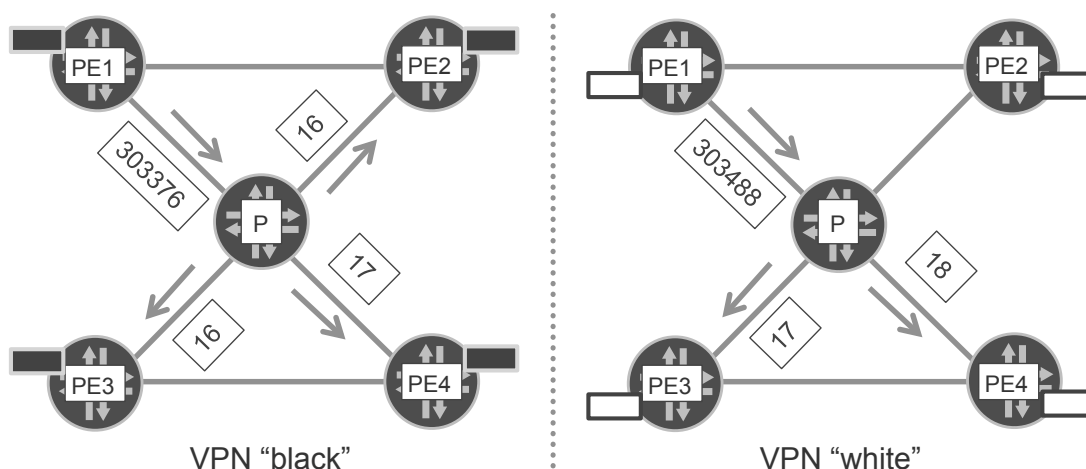 PE1
PE2
16
303376
P
17
16
PE3
PE4
VPN “black”
PE1
PE2
303488
P
18
17
PE3
PE4
VPN “white”